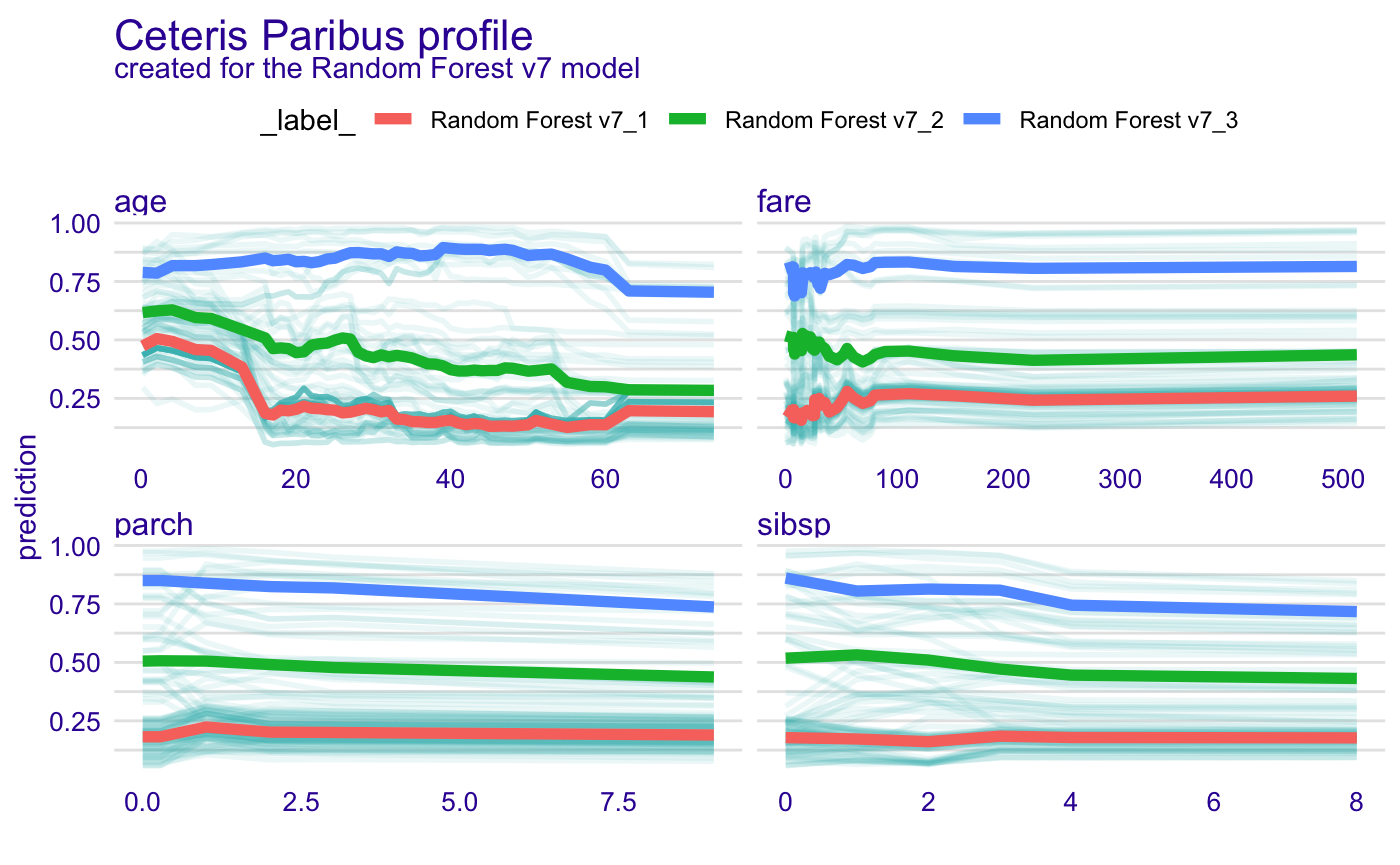 Ceteris Paribus profile
created for the Random Forest v7 model
_label_ Random Forest v7_1 Random Forest v7_2 Random Forest v7_3
age fare
1.00
0.75
0.50
0.25
0 20 40 60 0 100 200 300 400 500
prediction
parch sibsp
1.00
0.75
0.50
0.25
0.0 2.5 5.0 7.5 0 2 4 6 8